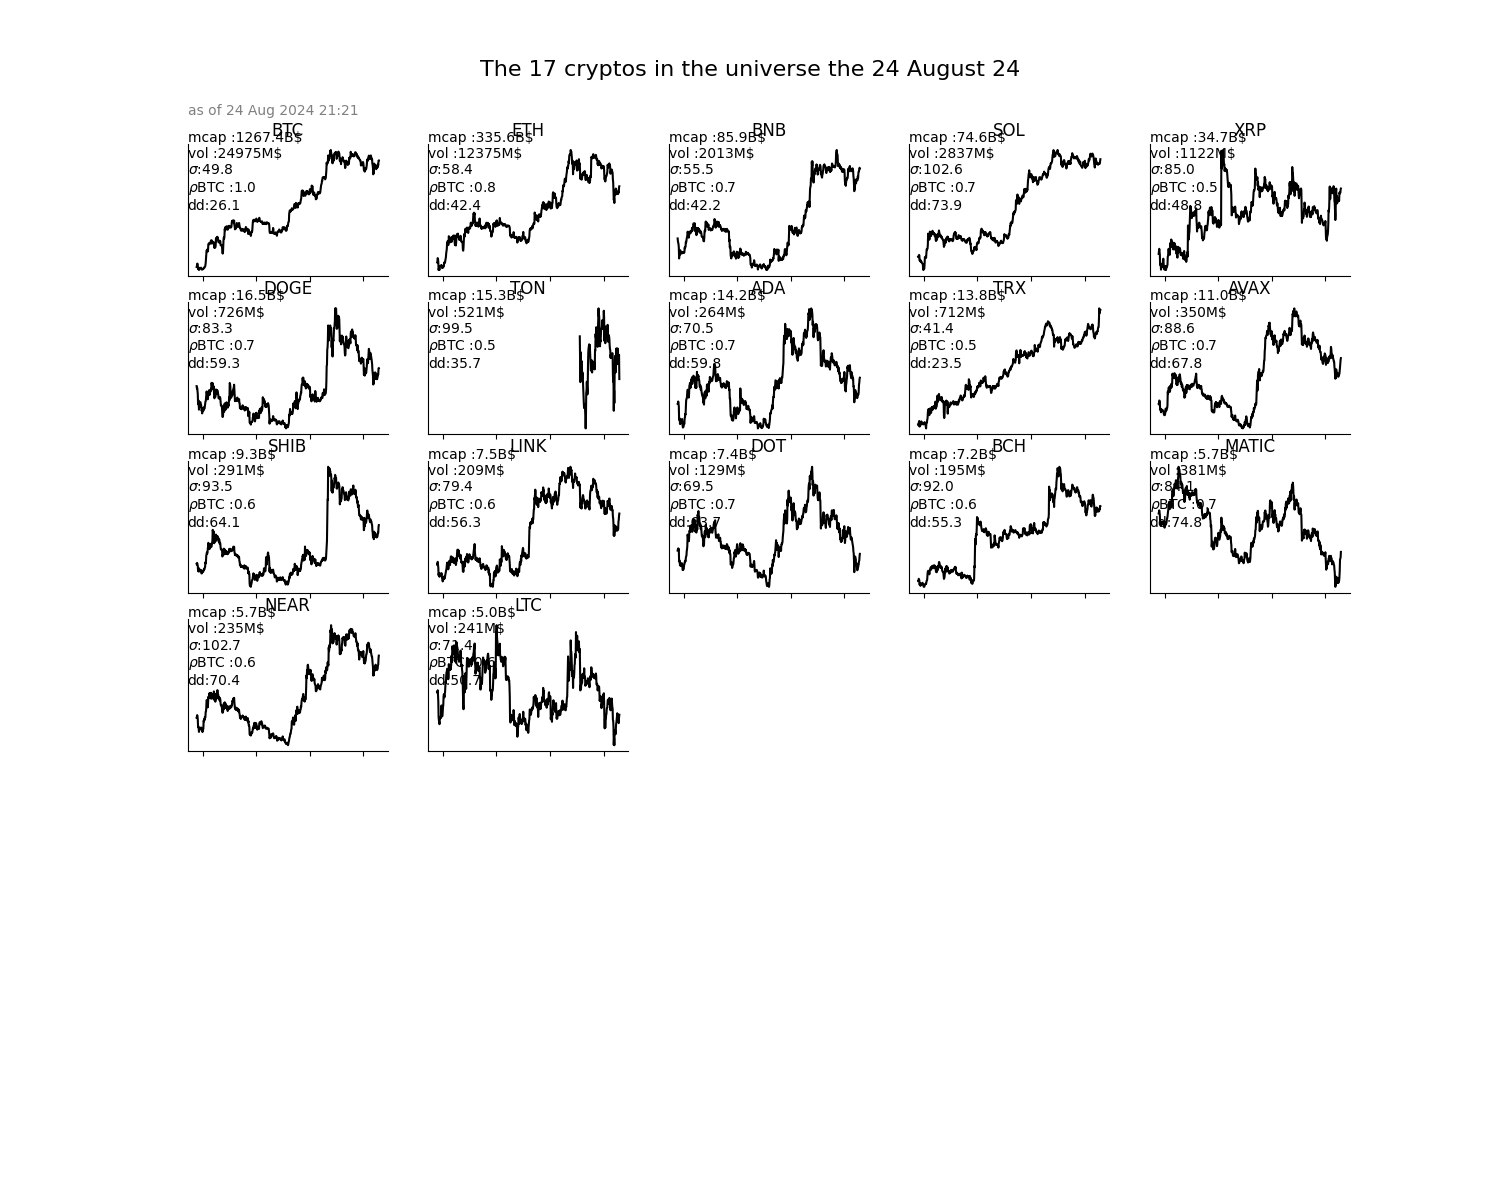 The 17 cryptos in the universe the 24 August 24
as of 24 Aug 2024 21:21
BTC
mcap :1267.4B$
vol :24975M$
σ:49.8
ρBTC :1.0
dd:26.1
ETH
mcap :335.6B$
vol :12375M$
σ:58.4
ρBTC :0.8
dd:42.4
BNB
mcap :85.9B$
vol :2013M$
σ:55.5
ρBTC :0.7
dd:42.2
SOL
mcap :74.6B$
vol :2837M$
σ:102.6
ρBTC :0.7
dd:73.9
XRP
mcap :34.7B$
vol :1122M$
σ:85.0
ρBTC :0.5
dd:48.8
DOGE
mcap :16.5B$
vol :726M$
σ:83.3
ρBTC :0.7
dd:59.3
TON
mcap :15.3B$
vol :521M$
σ:99.5
ρBTC :0.5
dd:35.7
ADA
mcap :14.2B$
vol :264M$
σ:70.5
ρBTC :0.7
dd:59.8
TRX
mcap :13.8B$
vol :712M$
σ:41.4
ρBTC :0.5
dd:23.5
AVAX
mcap :11.0B$
vol :350M$
σ:88.6
ρBTC :0.7
dd:67.8
SHIB
mcap :9.3B$
vol :291M$
σ:93.5
ρBTC :0.6
dd:64.1
LINK
mcap :7.5B$
vol :209M$
σ:79.4
ρBTC :0.6
dd:56.3
DOT
mcap :7.4B$
vol :129M$
σ:69.5
ρBTC :0.7
BCH
mcap :7.2B$
vol :195M$
σ:92.0
ρBTC :0.6
dd:55.3
MATIC
mcap :5.7B$
vol :381M$
ρBTC :0.7
dd:74.8
NEAR
mcap :5.7B$
vol :235M$
σ:102.7
ρBTC :0.6
dd:70.4
LTC
mcap :5.0B$
vol :241M$
ρBTC